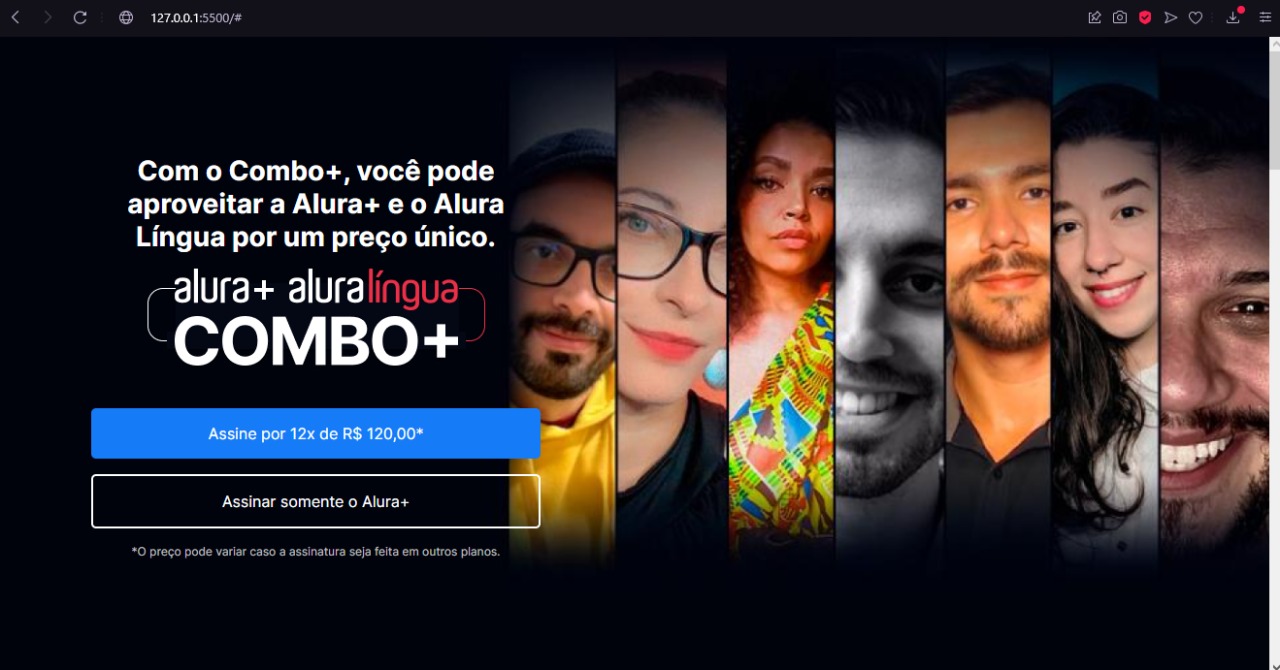 127.0.0.1:5500/#
Com o Combo+, você pode
aproveitar a Alura+ e o Alura
Língua por um preço único.
alura+ aluralíngua
COMBO+
Assine por 12x de R$ 120,00*
Assinar somente o Alura+
*O preço pode variar caso a assinatura seja feita em outros planos.